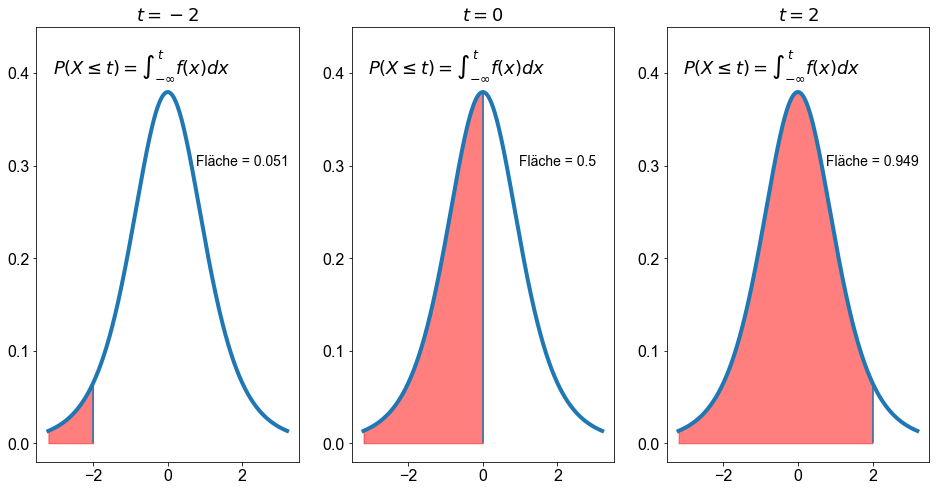 t = −2
P(X ≤ t) = ∫_{−∞}^{t} f(x)dx
Fläche = 0.051
0.4
0.3
0.2
0.1
0.0
−2 0 2
t = 0
P(X ≤ t) = ∫_{−∞}^{t} f(x)dx
Fläche = 0.5
0.4
0.3
0.2
0.1
0.0
−2 0 2
t = 2
P(X ≤ t) = ∫_{−∞}^{t} f(x)dx
Fläche = 0.949
0.4
0.3
0.2
0.1
0.0
−2 0 2